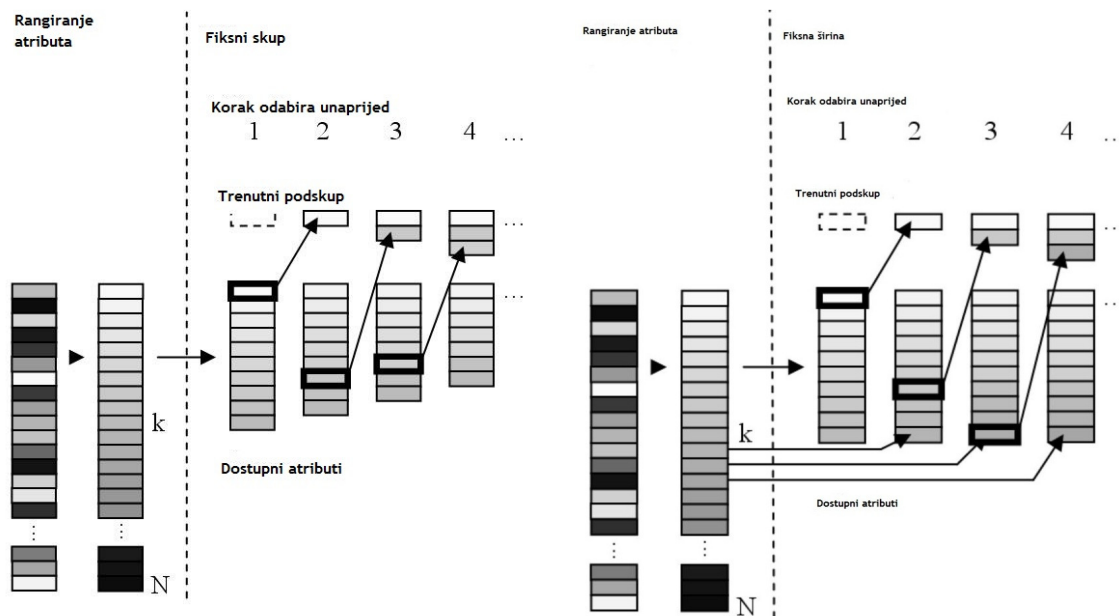 Rangiranje
atributa
Fiksni skup
Korak odabira unaprijed
1 2 3 4 ...
Trenutni podskup
...
...
k
Dostupni atributi
...
N
Rangiranje atributa
Fiksna širina
Korak odabira unaprijed
1 2 3 4 ...
Trenutni podskup
...
...
k
Dostupni atributi
...
N